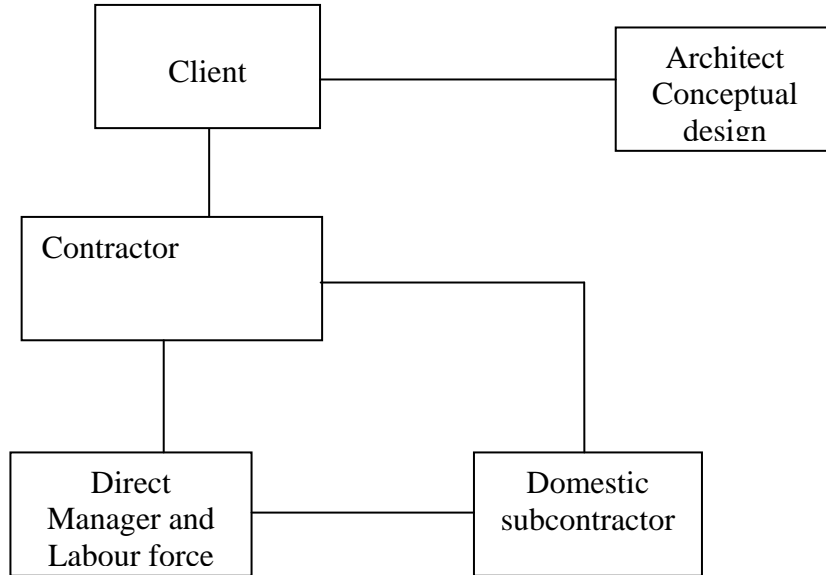 Client
Architect
Conceptual
design
Contractor
Direct
Manager and
Labour force
Domestic
subcontractor